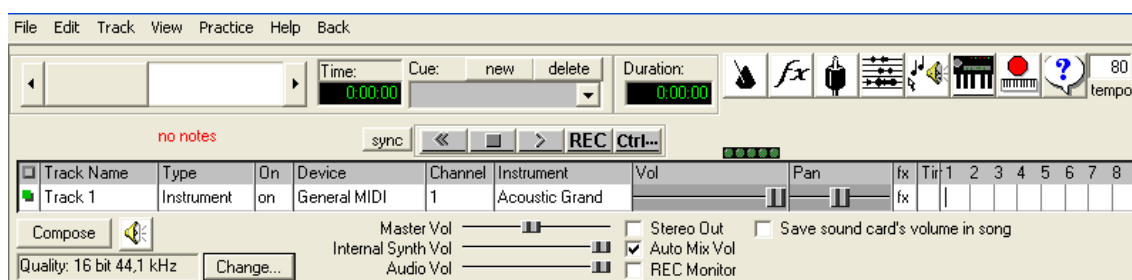 File Edit Track View Practice Help Back
Time: Cue: new delete Duration: fx 80
0:00:00 0:00:00 tempo
no notes sync REC Ctrl...
Track Name Type On Device Channel Instrument Vol Pan fx Tir 1 2 3 4 5 6 7 8
Track 1 Instrument on General MIDI 1 Acoustic Grand fx
Compose Master Vol Stereo Out Save sound card's volume in song
Internal Synth Vol Auto Mix Vol
Quality: 16 bit 44,1 kHz Change... Audio Vol REC Monitor